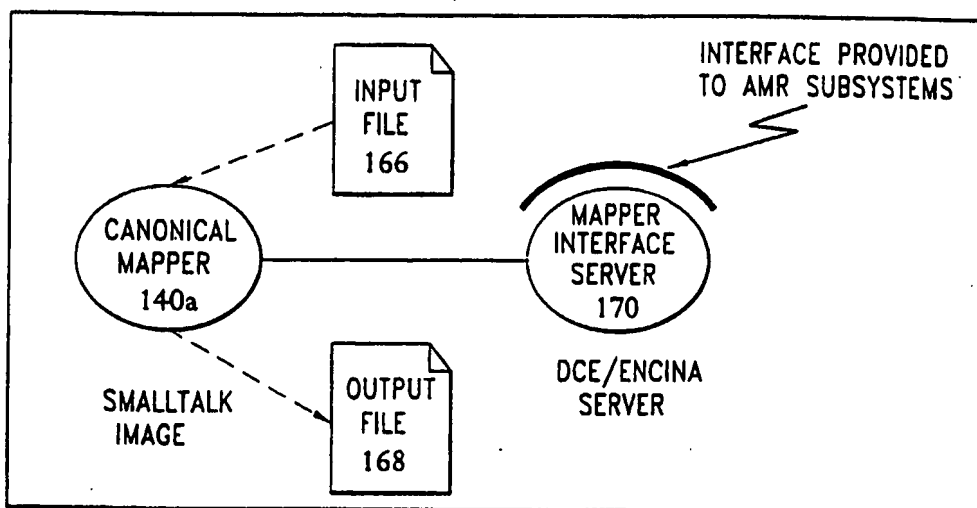 INPUT
FILE
166
INTERFACE PROVIDED
TO AMR SUBSYSTEMS
CANONICAL
MAPPER
140a
MAPPER
INTERFACE
SERVER
170
SMALLTALK
IMAGE
OUTPUT
FILE
168
DCE/ENCINA
SERVER